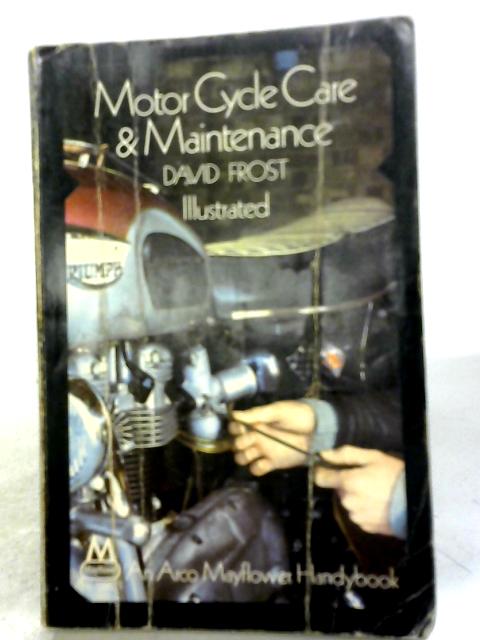 Motor Cycle Care
& Maintenance
DAVID FROST
Illustrated
TRIUMPH
M
An Arco Mayflower Handybook